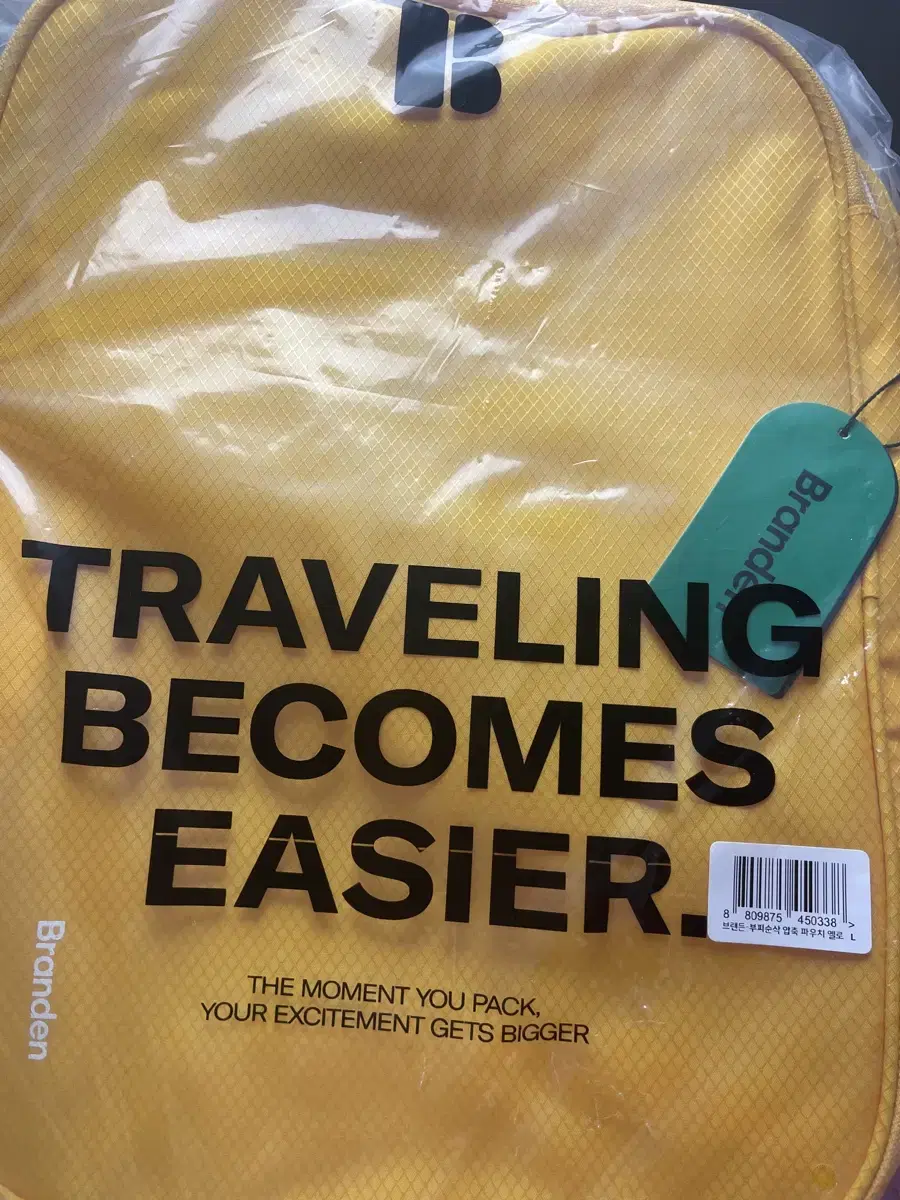 B
Branden
TRAVELING
BECOMES
EASIER.
8 809875 450338 >
브랜든 부피순삭 압축 파우치 옐로 L
Branden
THE MOMENT YOU PACK,
YOUR EXCITEMENT GETS BIGGER